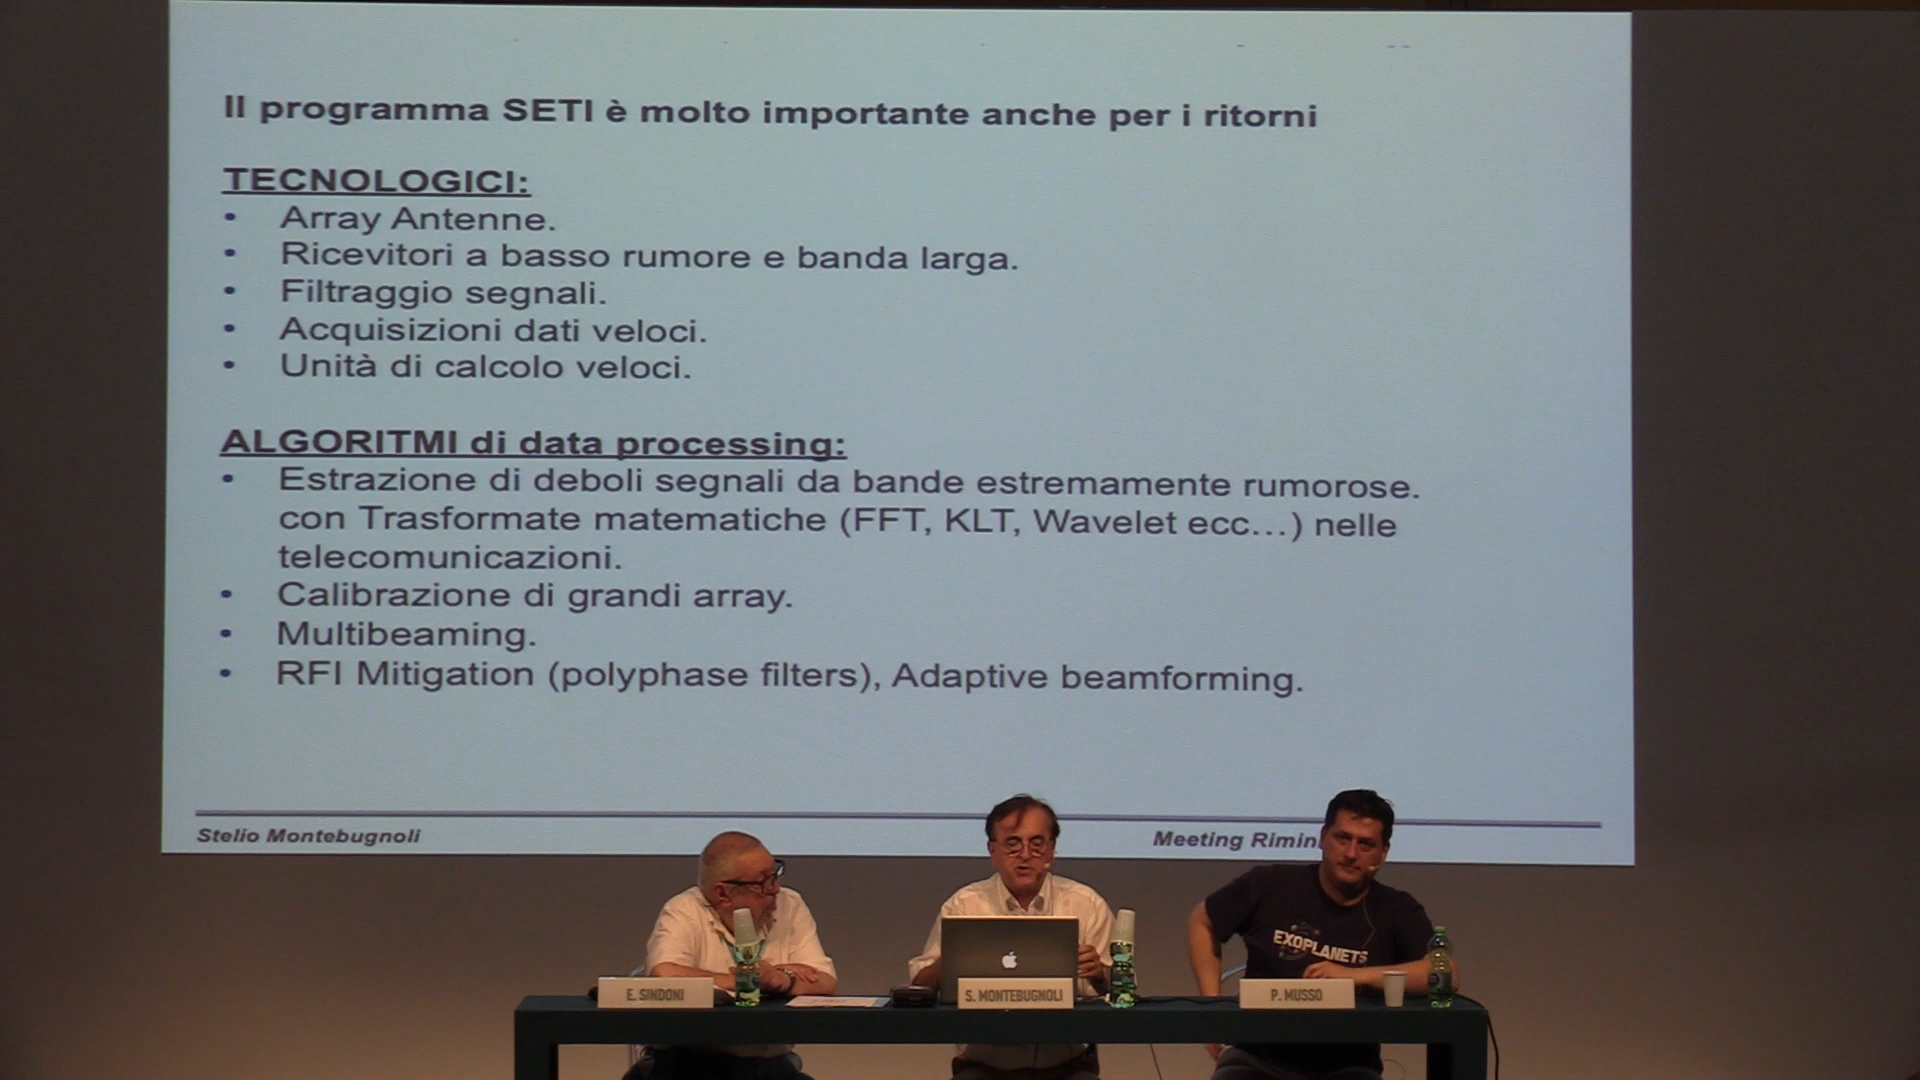 Il programma SETI è molto importante anche per i ritorni
TECNOLOGICI:
• Array Antenne.
• Ricevitori a basso rumore e banda larga.
• Filtraggio segnali.
• Acquisizioni dati veloci.
• Unità di calcolo veloci.
ALGORITMI di data processing:
• Estrazione di deboli segnali da bande estremamente rumorose.
con Trasformate matematiche (FFT, KLT, Wavelet ecc...) nelle
telecomunicazioni.
• Calibrazione di grandi array.
• Multibeaming.
• RFI Mitigation (polyphase filters), Adaptive beamforming.
Stelio Montebugnoli
Meeting Rimin
EXOPLANETS
E. SINDONI
S. MONTEBUGNOLI
P. MUSSO